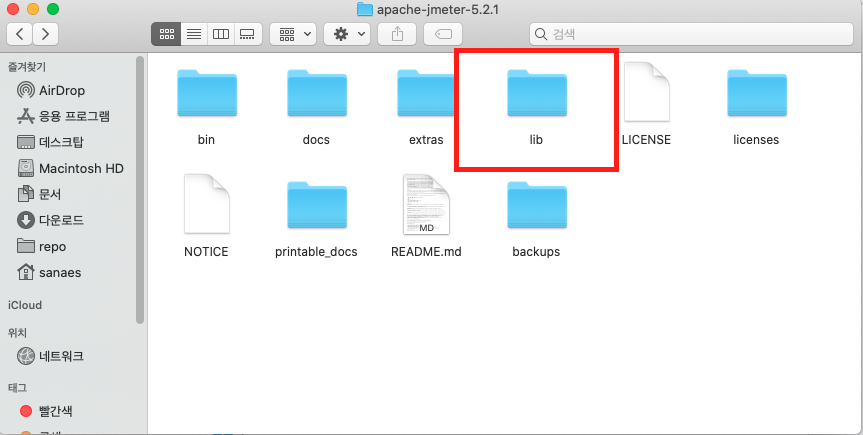 apache-jmeter-5.2.1
검색
즐겨찾기
AirDrop
응용 프로그램
데스크탑
Macintosh HD
문서
다운로드
repo
sanaes
iCloud
위치
네트워크
태그
빨간색
bin
docs
extras
lib
LICENSE
licenses
MD
NOTICE
printable_docs
README.md
backups